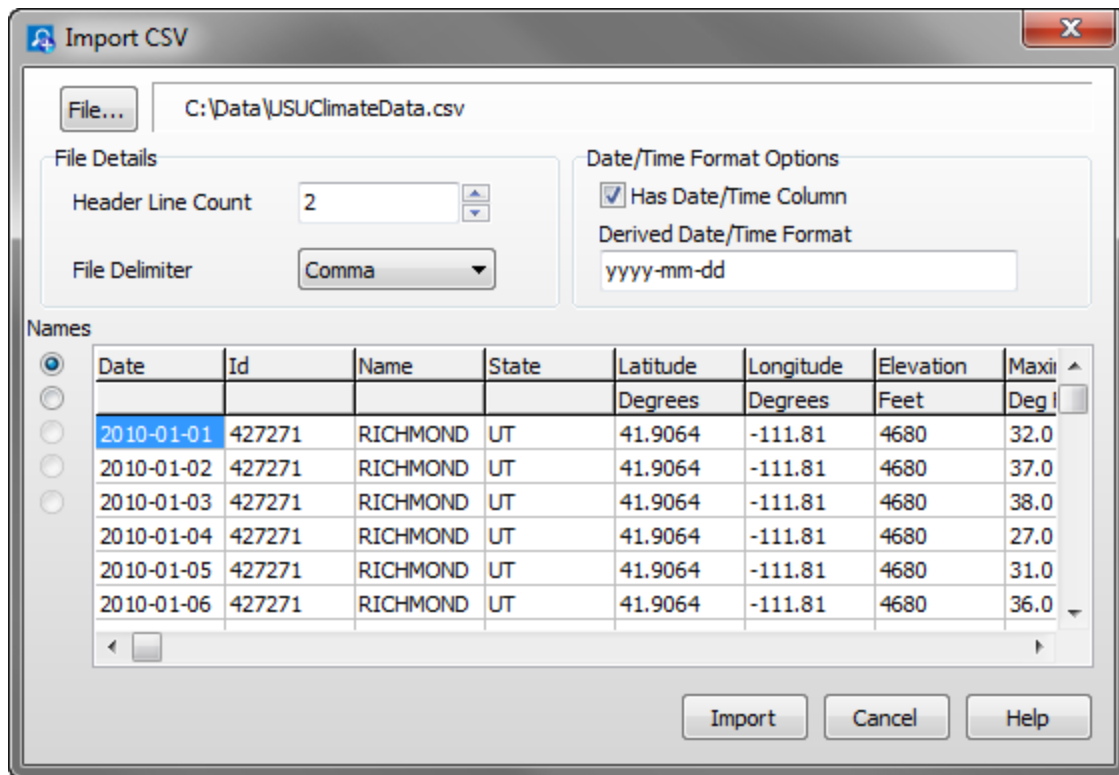 Import CSV
File... C:\Data\USUClimateData.csv
File Details
Header Line Count 2
File Delimiter Comma
Date/Time Format Options
Has Date/Time Column
Derived Date/Time Format
yyyy-mm-dd
Names
Date Id Name State Latitude Longitude Elevation
Degrees Degrees Feet Deg
2010-01-01 427271 RICHMOND UT 41.9064 -111.81 4680 32.0
2010-01-02 427271 RICHMOND UT 41.9064 -111.81 4680 37.0
2010-01-03 427271 RICHMOND UT 41.9064 -111.81 4680 38.0
2010-01-04 427271 RICHMOND UT 41.9064 -111.81 4680 27.0
2010-01-05 427271 RICHMOND UT 41.9064 -111.81 4680 31.0
2010-01-06 427271 RICHMOND UT 41.9064 -111.81 4680 36.0
Import Cancel Help